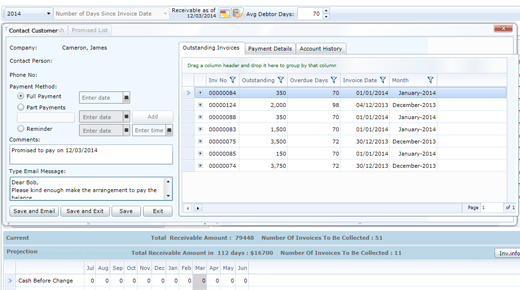 2014
Number of Days Since Invoice Date
Receivable as of 12/03/2014
Avg Debtor Days: 70
Contact Customer
Promised List
Company: Cameron, James
Contact Person:
Phone No:
Payment Method:
Full Payment Enter date
Part Payments
Enter date Add
Reminder Enter date Enter time
Comments:
Promised to pay on 12/03/2014
Type Email Message:
Dear Bob,
Please kind enough make the arrangement to pay the
balance
Save and Email Save and Exit Save Exit
Outstanding Invoices Payment Details Account History
Drag a column header and drop it here to group by that column
Inv No Outstanding Overdue Days Invoice Date Month
00000084 350 70 01/01/2014 January-2014
00000124 2,000 98 04/12/2013 December-2013
00000088 350 70 01/01/2014 January-2014
00000083 1,500 70 01/01/2014 January-2014
00000075 3,500 72 30/12/2013 December-2013
00000085 150 70 01/01/2014 January-2014
00000074 3,750 72 30/12/2013 December-2013
Page 1 of 1
Current Total Receivable Amount : 79448 Number Of Invoices To Be Collected : 51
Projection Total Receivable Amount in 112 days : $16700 Number Of Invoices To Be Collected : 11
Inv.info
Jul Aug Sep Oct Nov Dec Jan Feb Mar Apr May Jun
Cash Before Change 0 0 0 0 0 0 0 0 0 0 0 0